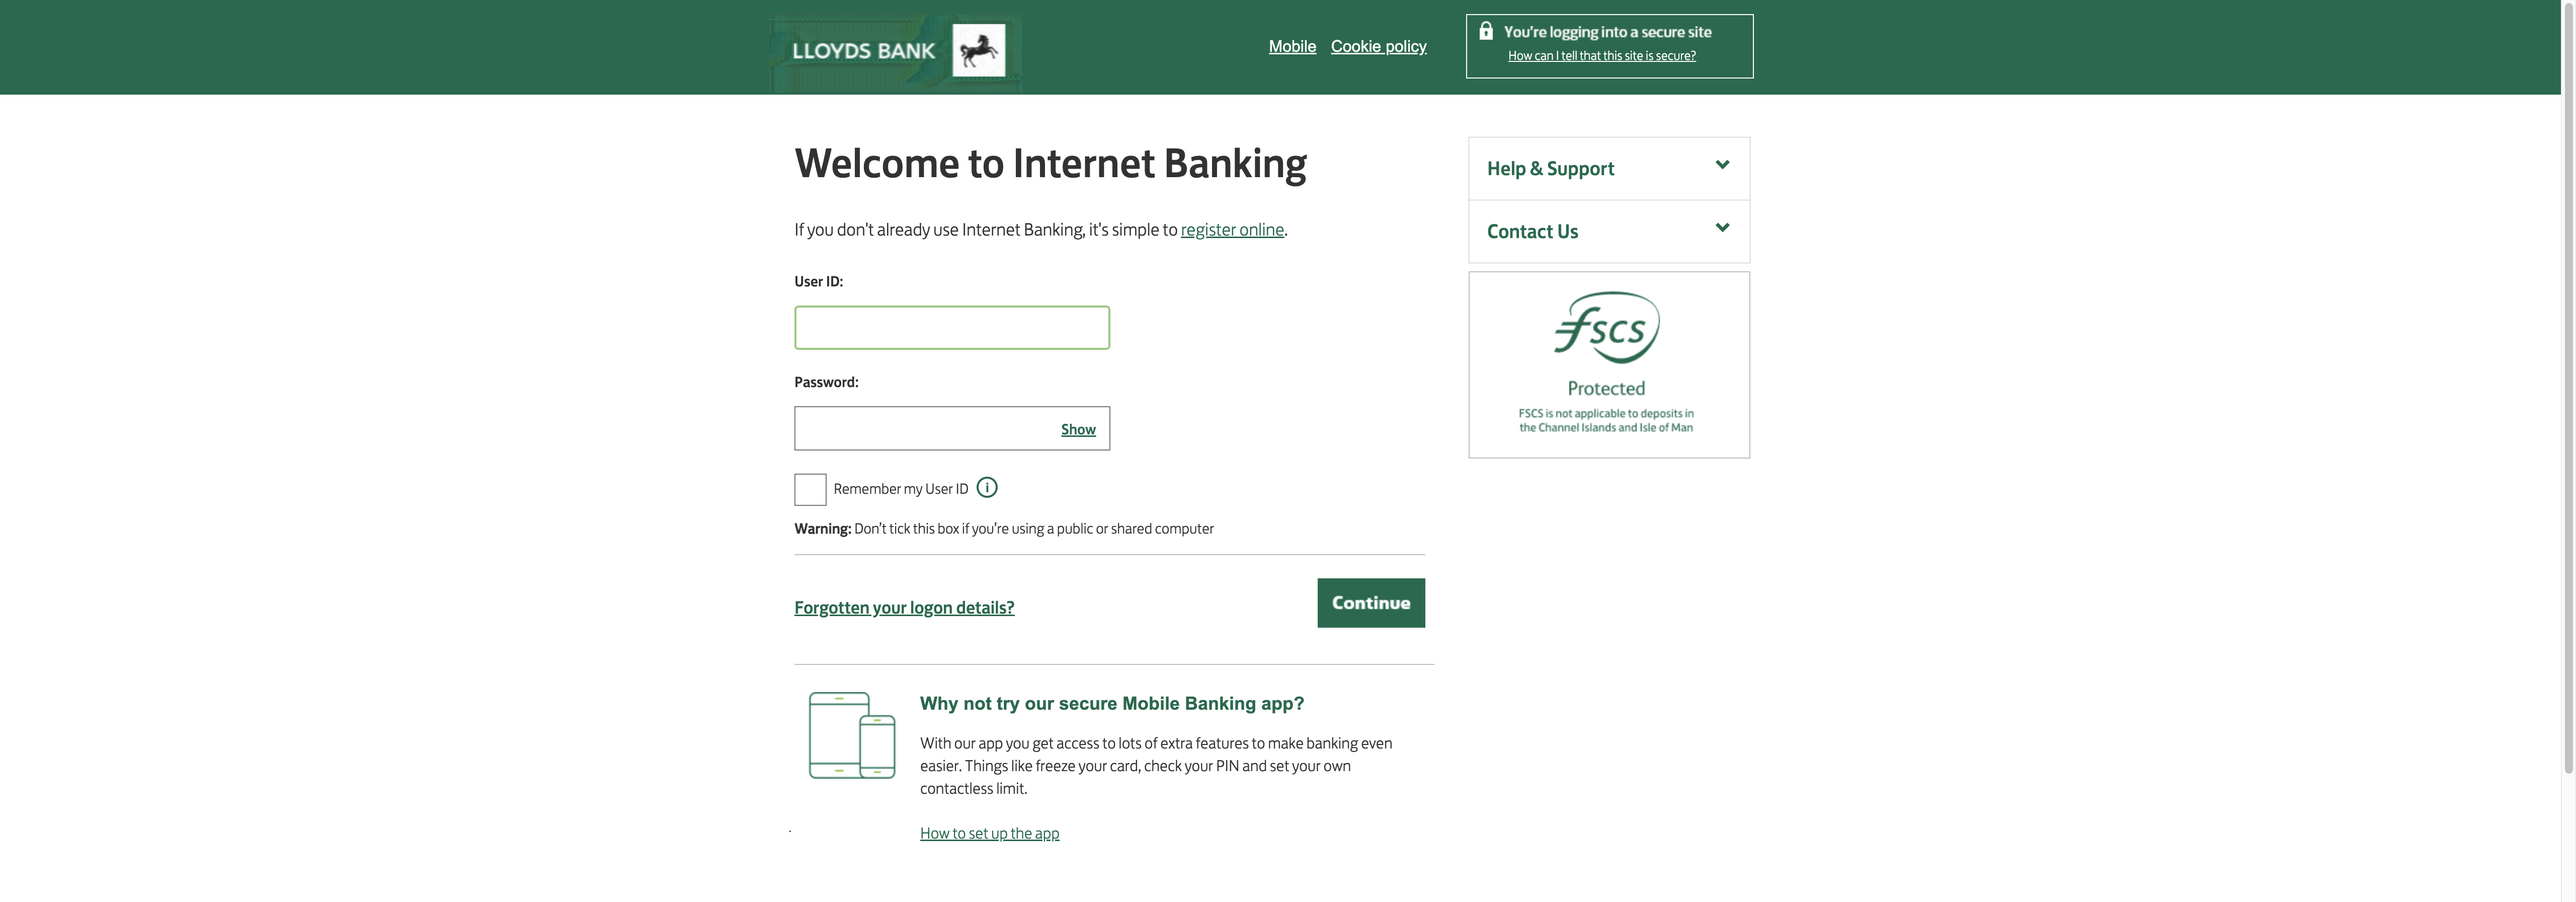 LLOYDS BANK
Mobile Cookie policy
You're logging into a secure site
How can I tell that this site is secure?
Welcome to Internet Banking
If you don't already use Internet Banking, it's simple to register online.
User ID:
Password:
Show
Remember my User ID i
Warning: Don't tick this box if you're using a public or shared computer
Forgotten your logon details?
Continue
Why not try our secure Mobile Banking app?
With our app you get access to lots of extra features to make banking even
easier. Things like freeze your card, check your PIN and set your own
contactless limit.
How to set up the app
Help & Support
Contact Us
fscs
Protected
FSCS is not applicable to deposits in
the Channel Islands and Isle of Man